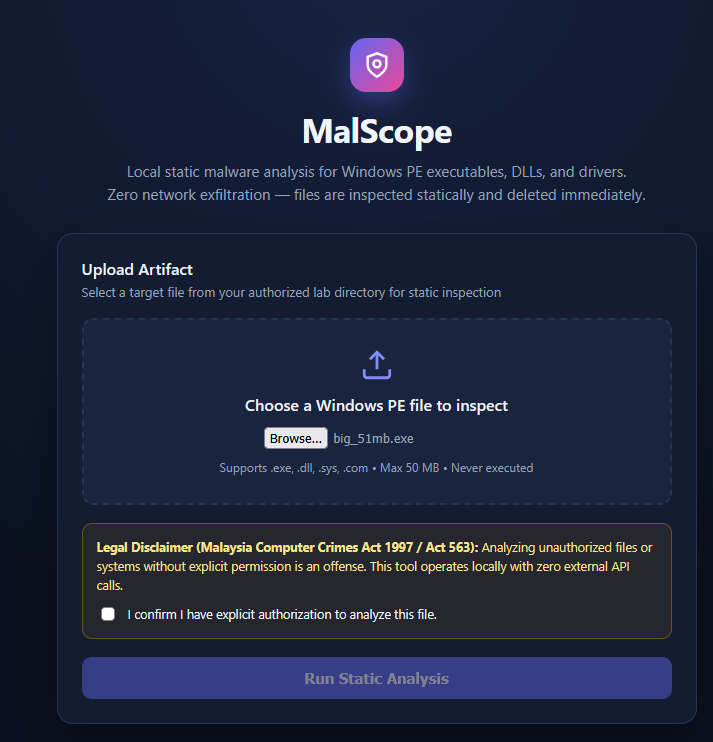 MalScope
Local static malware analysis for Windows PE executables, DLLs, and drivers.
Zero network exfiltration — files are inspected statically and deleted immediately.
Upload Artifact
Select a target file from your authorized lab directory for static inspection
Choose a Windows PE file to inspect
Browse... big_51mb.exe
Supports .exe, .dll, .sys, .com • Max 50 MB • Never executed
Legal Disclaimer (Malaysia Computer Crimes Act 1997 / Act 563): Analyzing unauthorized files or
systems without explicit permission is an offense. This tool operates locally with zero external API
calls.
I confirm I have explicit authorization to analyze this file.
Run Static Analysis